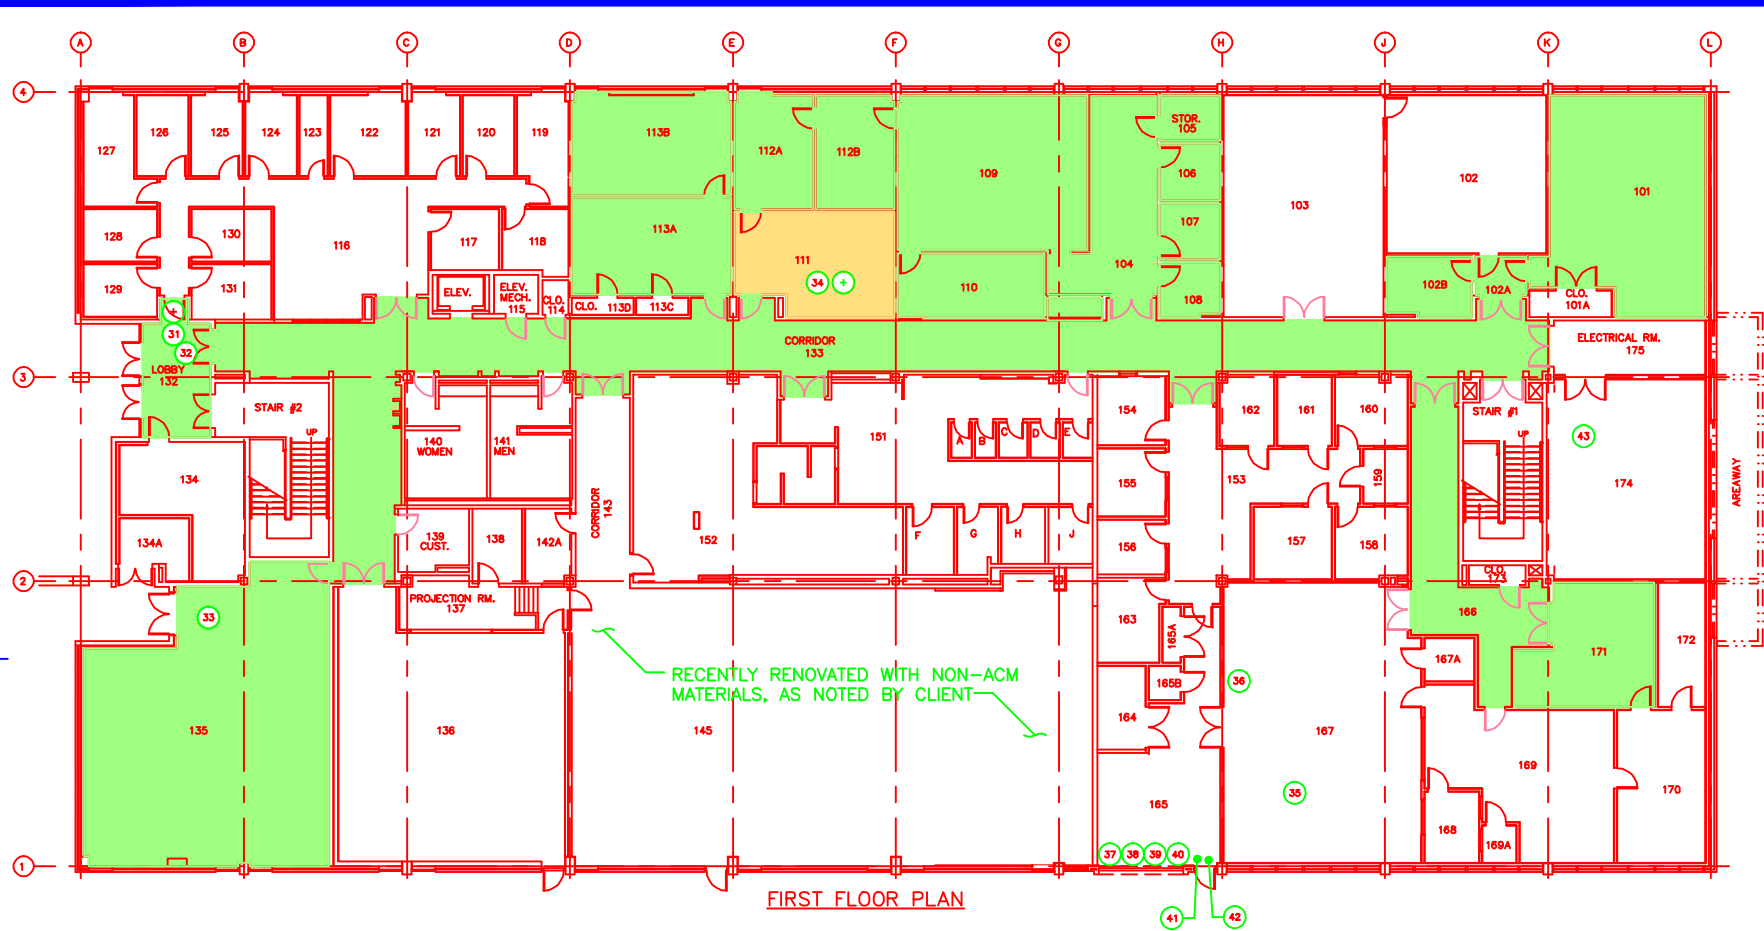 A B C D E F G H J K L
4
127 126 125 124 123 122 121 120 119
113B
112A 112B
109
STOR.
105
106
103
102
101
128 130
116
117 118
113A
107
111
34 +
104
110
108
102B 102A
129 131
ELEV.
ELEV.
MECH.
115
CLO.
114
CLO. 113D 113C
CLO.
101A
+
31
32
LOBBY
132
CORRIDOR
133
ELECTRICAL RM.
175
3
STAIR #2
UP
140
WOMEN
141
MEN
151
A B C D E
154
162 161 160
STAIR #1
UP
43
134
CORRIDOR
143
155
153
159
174
AREAWAY
134A
139
CUST.
138
142A
152
F G H J
156
157 158
CLO.
173
2
33
PROJECTION RM.
137
163
165A
166
171
172
RECENTLY RENOVATED WITH NON-ACM
MATERIALS, AS NOTED BY CLIENT
165B
36
167A
164
135
136
145
167
169
165
35
170
168
169A
37 38 39 40
1
FIRST FLOOR PLAN
41 42